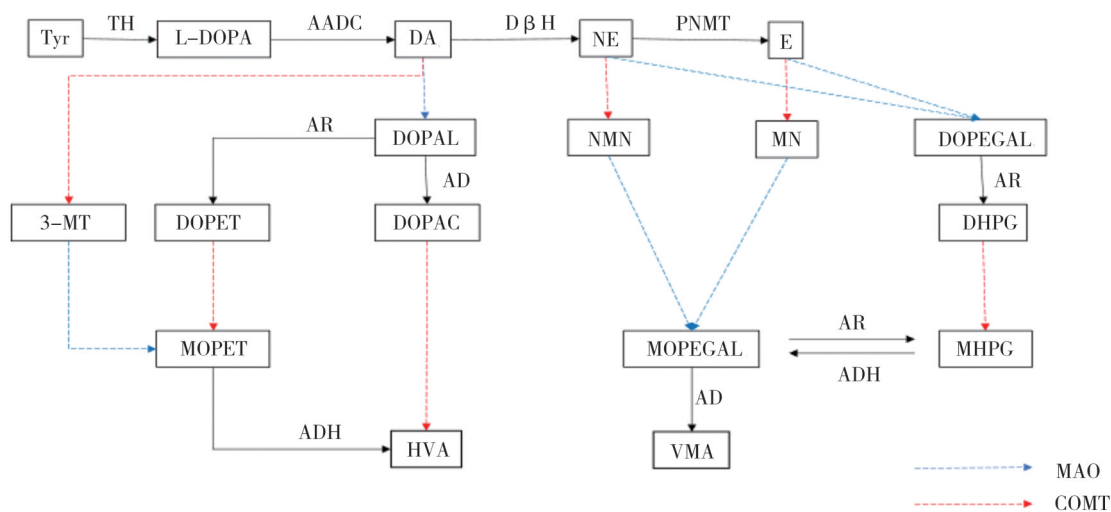 TH AADC DβH PNMT
Tyr L-DOPA DA NE E
AR DOPAL NMN MN DOPEGAL
AD AR
3-MT DOPET DOPAC DHPG
MOPET MOPEGAL AR MHPG
ADH
ADH HVA AD VMA
MAO
COMT